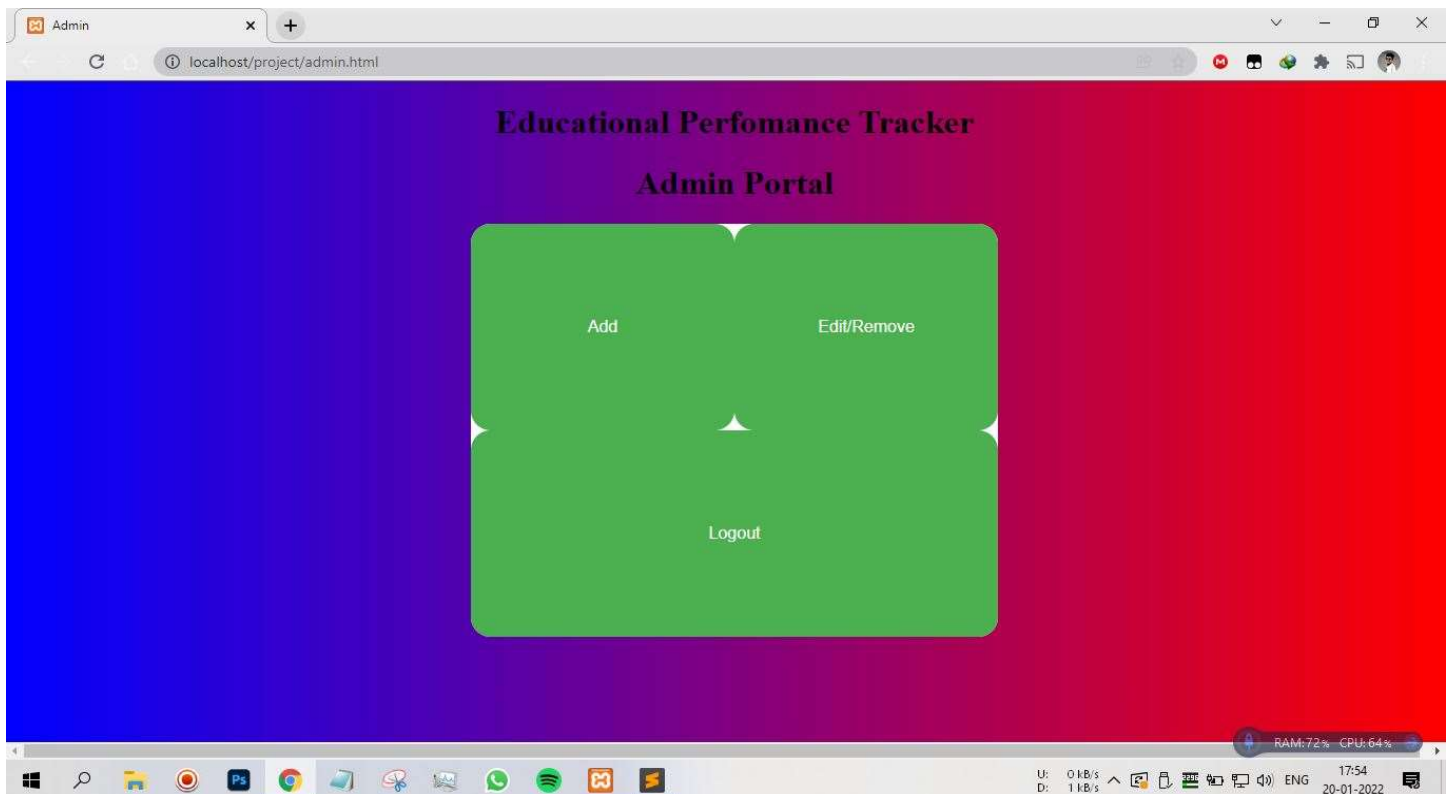 Admin
localhost/project/admin.html
Educational Perfomance Tracker
Admin Portal
Add Edit/Remove
Logout
RAM:72% CPU:64%
Ps
U: 0 kB/s
D: 1 kB/s
ENG
17:54
20-01-2022